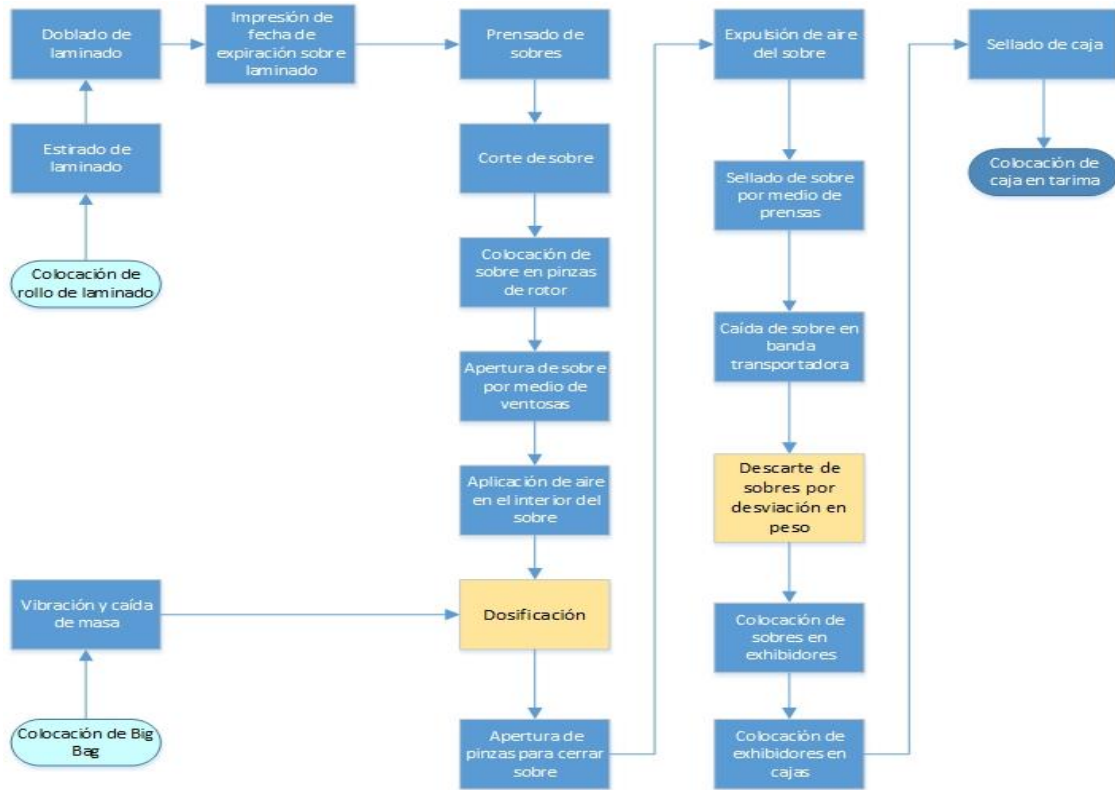 Doblado de
laminado
Impresión de
fecha de
expiración sobre
laminado
Prensado de
sobres
Expulsión de aire
del sobre
Sellado de caja
Estirado de
laminado
Corte de sobre
Sellado de sobre
por medio de
prensas
Colocación de
caja en tarima
Colocación de
rollo de laminado
Colocación de
sobre en pinzas
de rotor
Caída de sobre en
banda
transportadora
Apertura de sobre
por medio de
ventosas
Descarte de
sobres por
desviación en
peso
Aplicación de aire
en el interior del
sobre
Vibración y caída
de masa
Dosificación
Colocación de
sobres en
exhibidores
Colocación de Big
Bag
Apertura de
pinzas para cerrar
sobre
Colocación de
exhibidores en
cajas